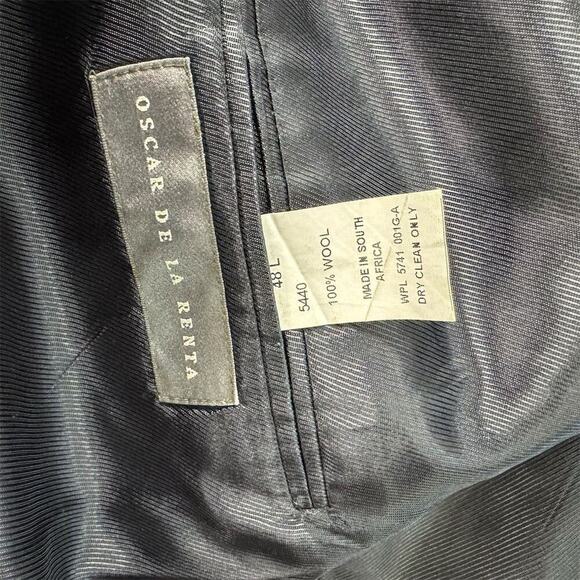 OSCAR DE LA RENTA
48 L
5440
100% WOOL
MADE IN SOUTH
AFRICA
WPL 5741 001G-A
DRY CLEAN ONLY